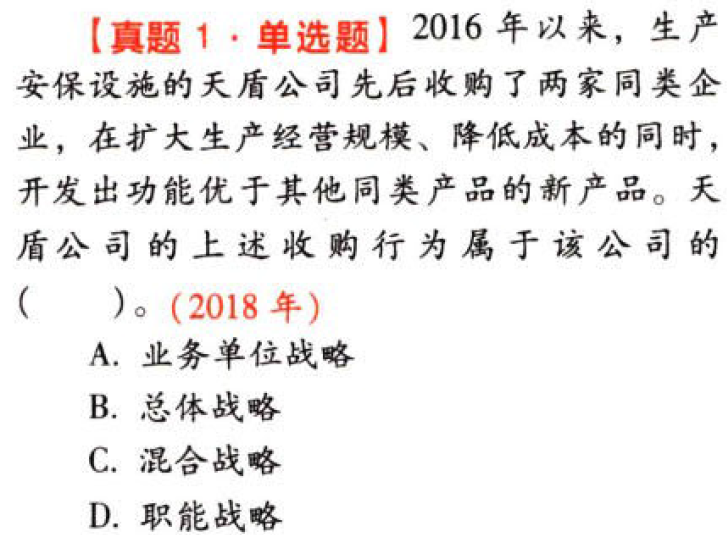 【真题 1·单选题】2016 年以来，生产
安保设施的天盾公司先后收购了两家同类企
业，在扩大生产经营规模、降低成本的同时，
开发出功能优于其他同类产品的新产品。天
盾公司的上述收购行为属于该公司的
(　　)。(2018 年)
A. 业务单位战略
B. 总体战略
C. 混合战略
D. 职能战略